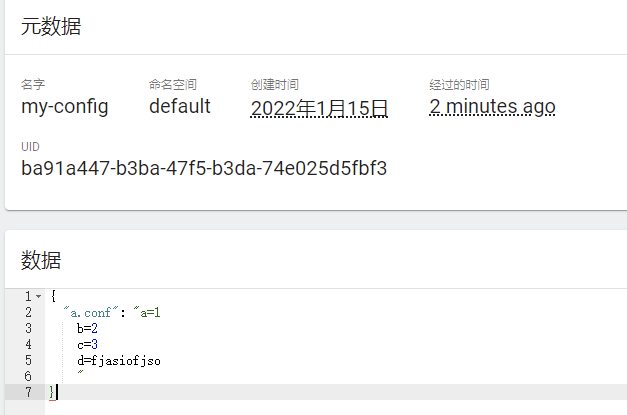 元数据
名字 命名空间 创建时间 经过的时间
my-config default 2022年1月15日 2 minutes ago
UID
ba91a447-b3ba-47f5-b3da-74e025d5fbf3
数据
1 {
2 "a.conf": "a=1
3 b=2
4 c=3
5 d=fjasiofjso
6 "
7 }